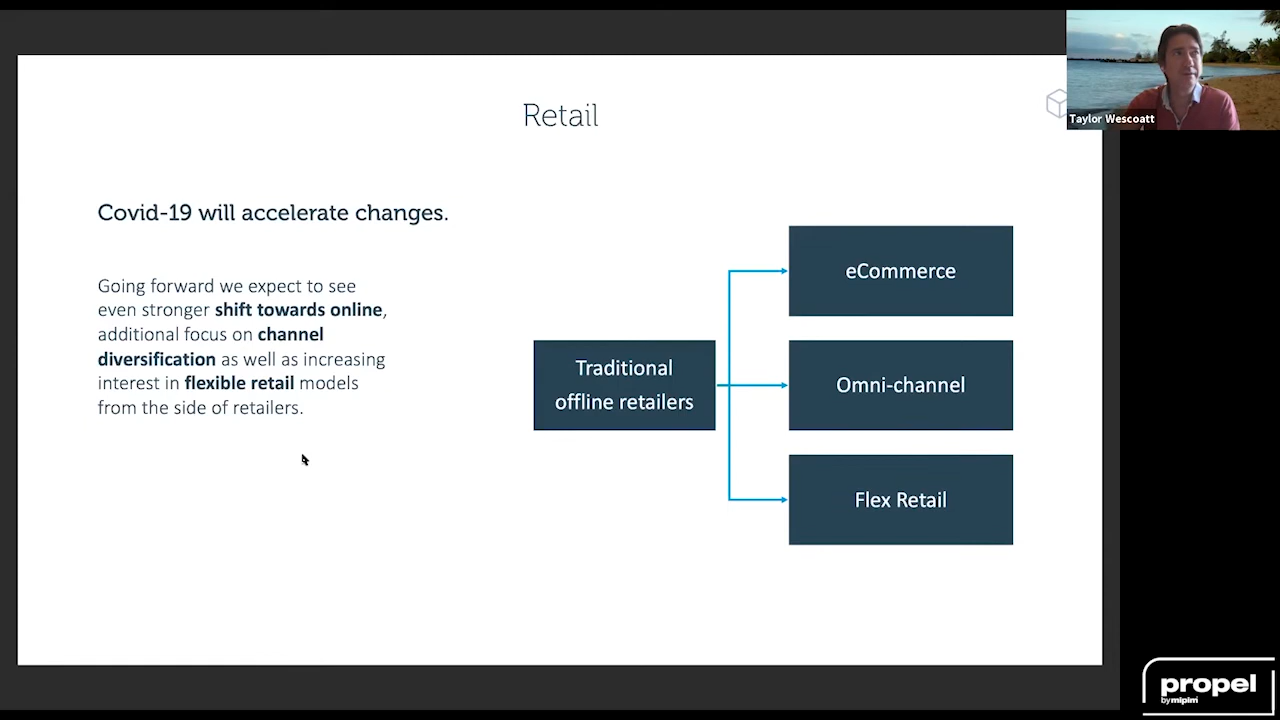 Retail
Taylor Wescoatt
Covid-19 will accelerate changes.
Going forward we expect to see
even stronger shift towards online,
additional focus on channel
diversification as well as increasing
interest in flexible retail models
from the side of retailers.
Traditional
offline retailers
eCommerce
Omni-channel
Flex Retail
propel
by mipim